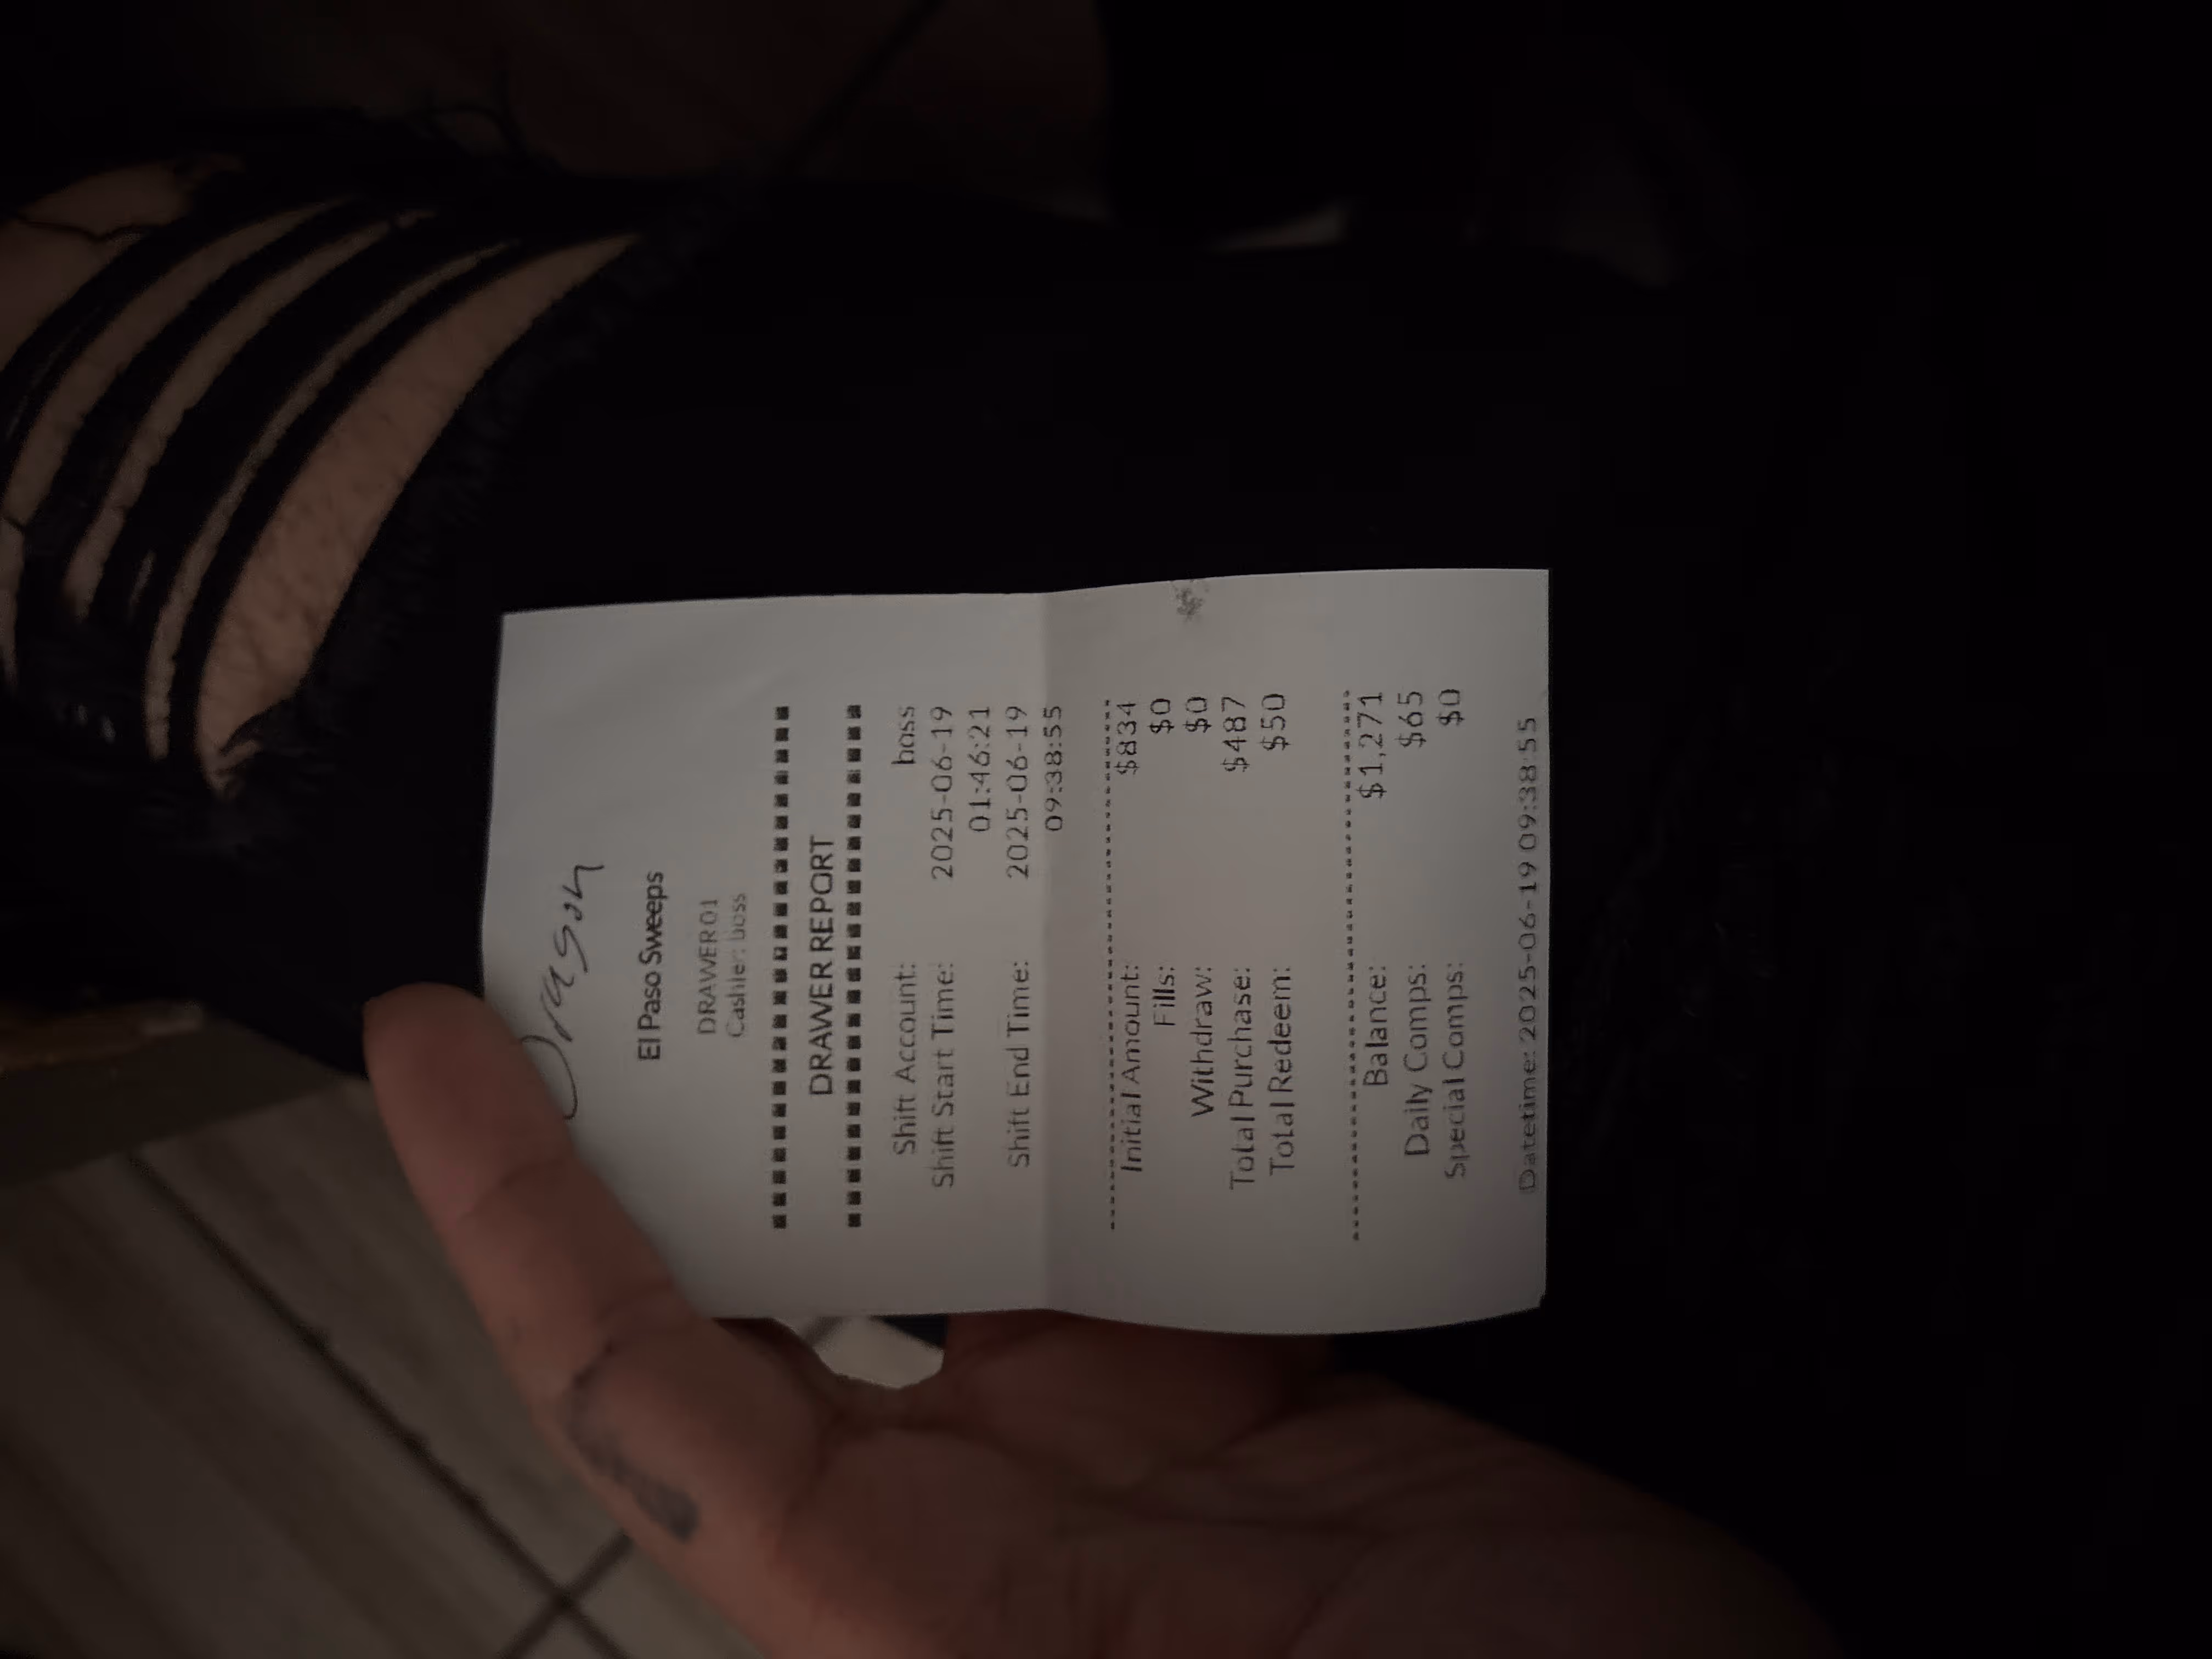 El Paso Sweeps
DRAWER 01
Cashier: boss
DRAWER REPORT
Shift Account: boss
Shift Start Time: 2025-06-19
01:46:21
Shift End Time: 2025-06-19
09:38:55
Initial Amount: $834
Fills: $0
Withdraw: $0
Total Purchase: $487
Total Redeem: $50
Balance: $1,271
Daily Comps: $65
Special Comps: $0
Datetime: 2025-06-19 09:38:55